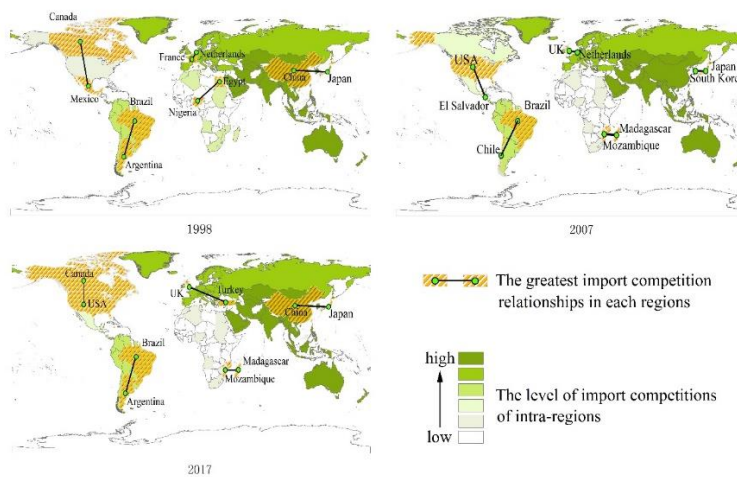 Canada
Netherlands
France
China
Japan
Egypt
Mexico
Nigeria
Brazil
Argentina
1998
UK
Netherlands
USA
Japan
South Kore
El Salvador
Brazil
Madagascar
Mozambique
Chile
2007
Canada
UK
Turkey
USA
China
Japan
Brazil
Madagascar
Mozambique
Argentina
2017
The greatest import competition
relationships in each regions
high
The level of import competitions
of intra-regions
low